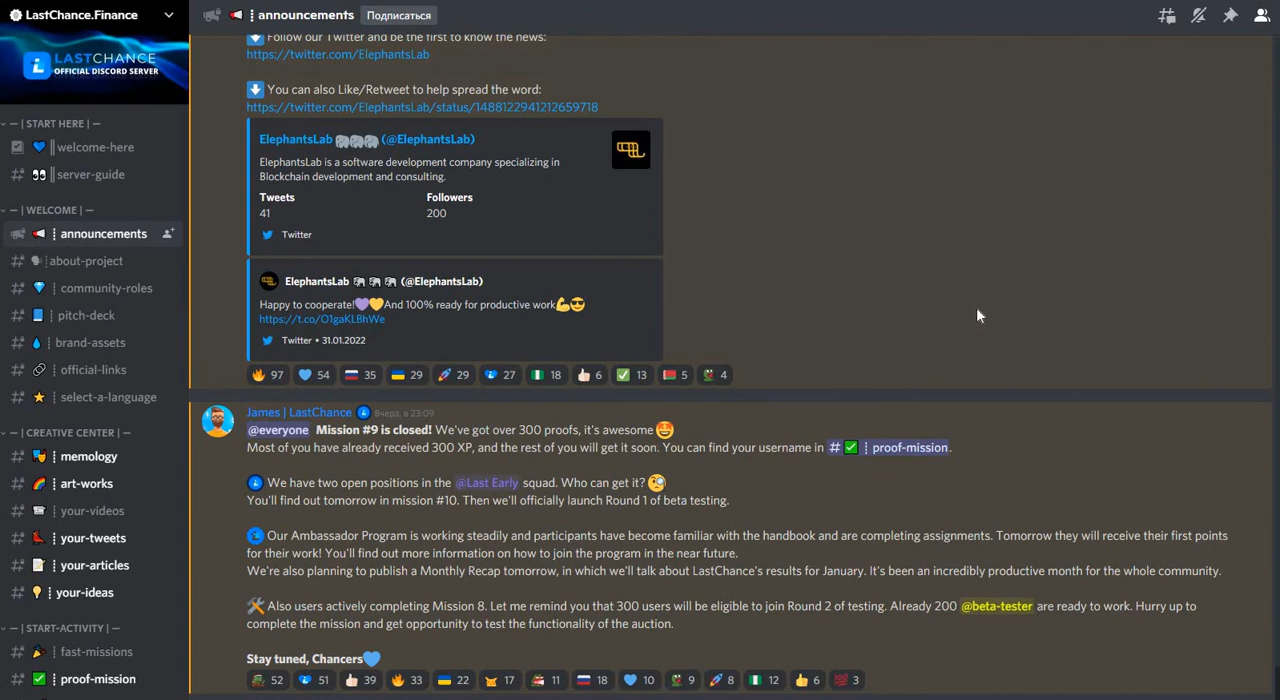 LastChance.Finance
LASTCHANCE
OFFICIAL DISCORD SERVER
— | START HERE | —
welcome-here
server-guide
— | WELCOME | —
announcements
about-project
community-roles
pitch-deck
brand-assets
official-links
select-a-language
— | CREATIVE CENTER | —
memology
art-works
your-videos
your-tweets
your-articles
your-ideas
— | START-ACTIVITY | —
fast-missions
proof-mission
announcements Подписаться
Follow our Twitter and be the first to know the news:
https://twitter.com/ElephantsLab
You can also Like/Retweet to help spread the word:
https://twitter.com/ElephantsLab/status/1488122941212659718
ElephantsLab 🐘🐘🐘 (@ElephantsLab)
ElephantsLab is a software development company specializing in
Blockchain development and consulting.
Tweets Followers
41 200
Twitter
ElephantsLab 🐘 🐘 🐘 (@ElephantsLab)
Happy to cooperate!💜💛And 100% ready for productive work💪😎
https://t.co/O1gaKLBhWe
Twitter • 31.01.2022
97 54 35 29 29 27 18 6 13 5 4
James | LastChance Вчера, в 23:09
@everyone Mission #9 is closed! We've got over 300 proofs, it's awesome 🤩
Most of you have already received 300 XP, and the rest of you will get it soon. You can find your username in # ✅ ┆ proof-mission.
We have two open positions in the @Last Early squad. Who can get it? 🧐
You'll find out tomorrow in mission #10. Then we'll officially launch Round 1 of beta testing.
Our Ambassador Program is working steadily and participants have become familiar with the handbook and are completing assignments. Tomorrow they will receive their first points
for their work! You'll find out more information on how to join the program in the near future.
We're also planning to publish a Monthly Recap tomorrow, in which we'll talk about LastChance's results for January. It's been an incredibly productive month for the whole community.
🛠 Also users actively completing Mission 8. Let me remind you that 300 users will be eligible to join Round 2 of testing. Already 200 @beta-tester are ready to work. Hurry up to
complete the mission and get opportunity to test the functionality of the auction.
Stay tuned, Chancers💙
52 51 39 33 22 17 11 18 10 9 8 12 6 3